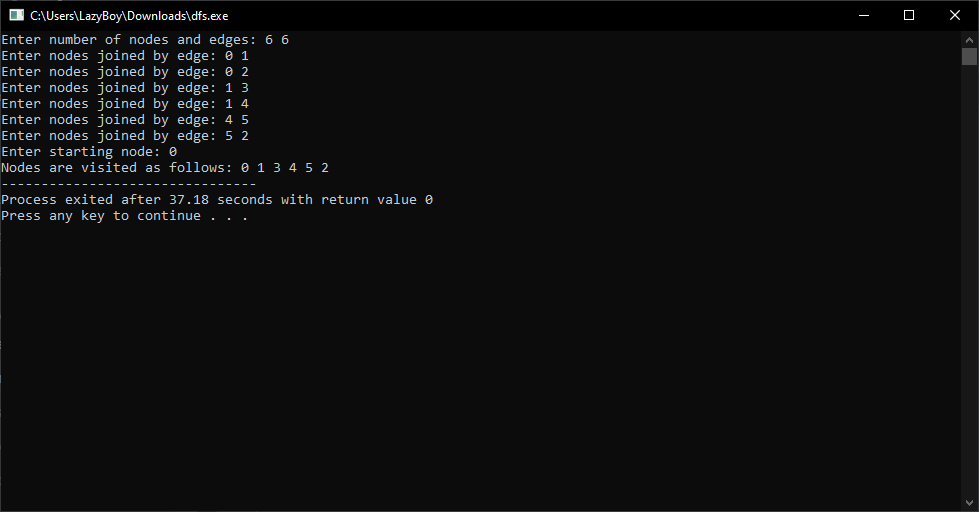 C:\Users\LazyBoy\Downloads\dfs.exe
Enter number of nodes and edges: 6 6
Enter nodes joined by edge: 0 1
Enter nodes joined by edge: 0 2
Enter nodes joined by edge: 1 3
Enter nodes joined by edge: 1 4
Enter nodes joined by edge: 4 5
Enter nodes joined by edge: 5 2
Enter starting node: 0
Nodes are visited as follows: 0 1 3 4 5 2
--------------------------------
Process exited after 37.18 seconds with return value 0
Press any key to continue . . .